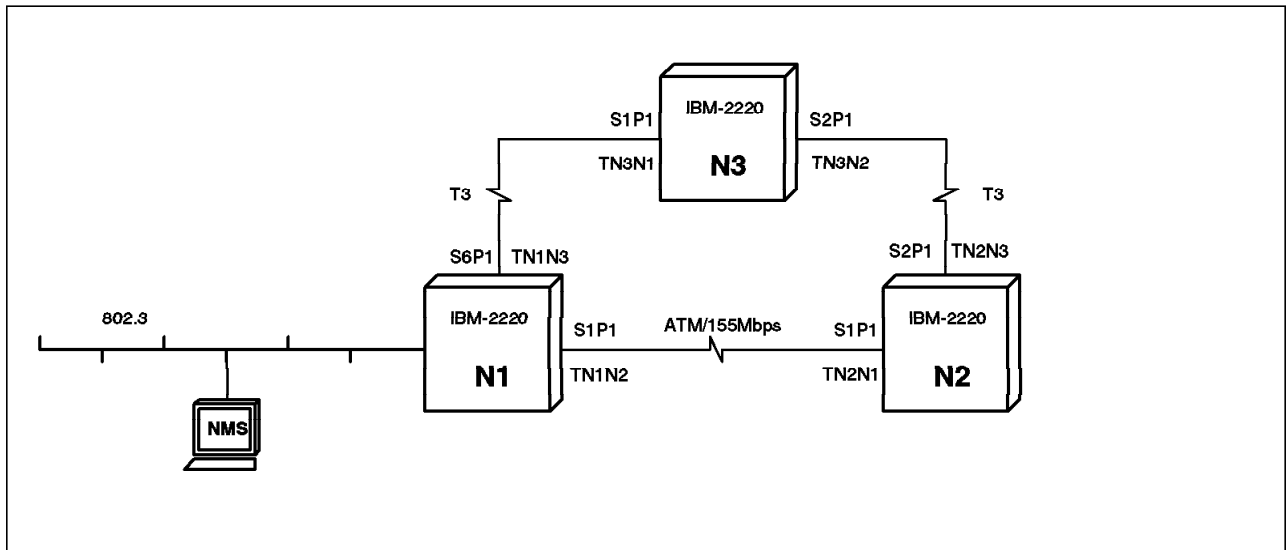 IBM-2220
S1P1
S2P1
TN3N1
N3
TN3N2
T3
T3
S6P1
TN1N3
S2P1
TN2N3
802.3
IBM-2220
S1P1
ATM/155Mbps
S1P1
IBM-2220
N1
TN1N2
TN2N1
N2
NMS